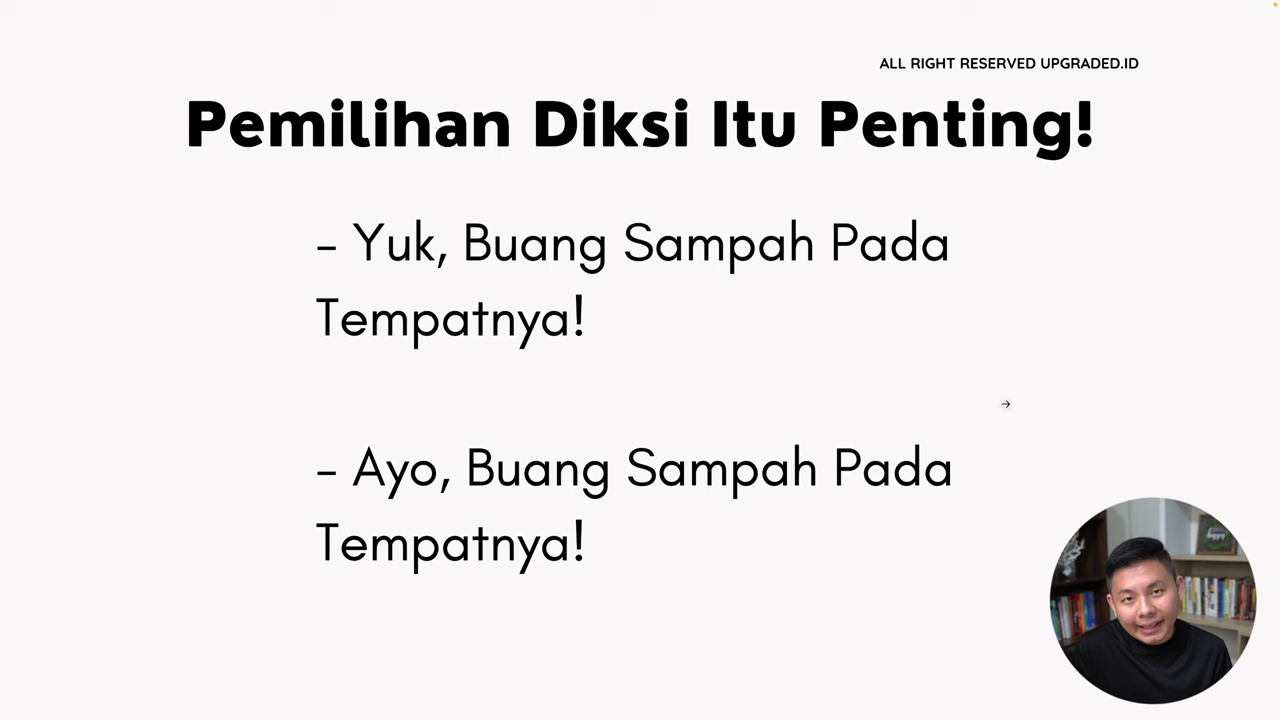 ALL RIGHT RESERVED UPGRADED.ID
Pemilihan Diksi Itu Penting!
- Yuk, Buang Sampah Pada
Tempatnya!
- Ayo, Buang Sampah Pada
Tempatnya!